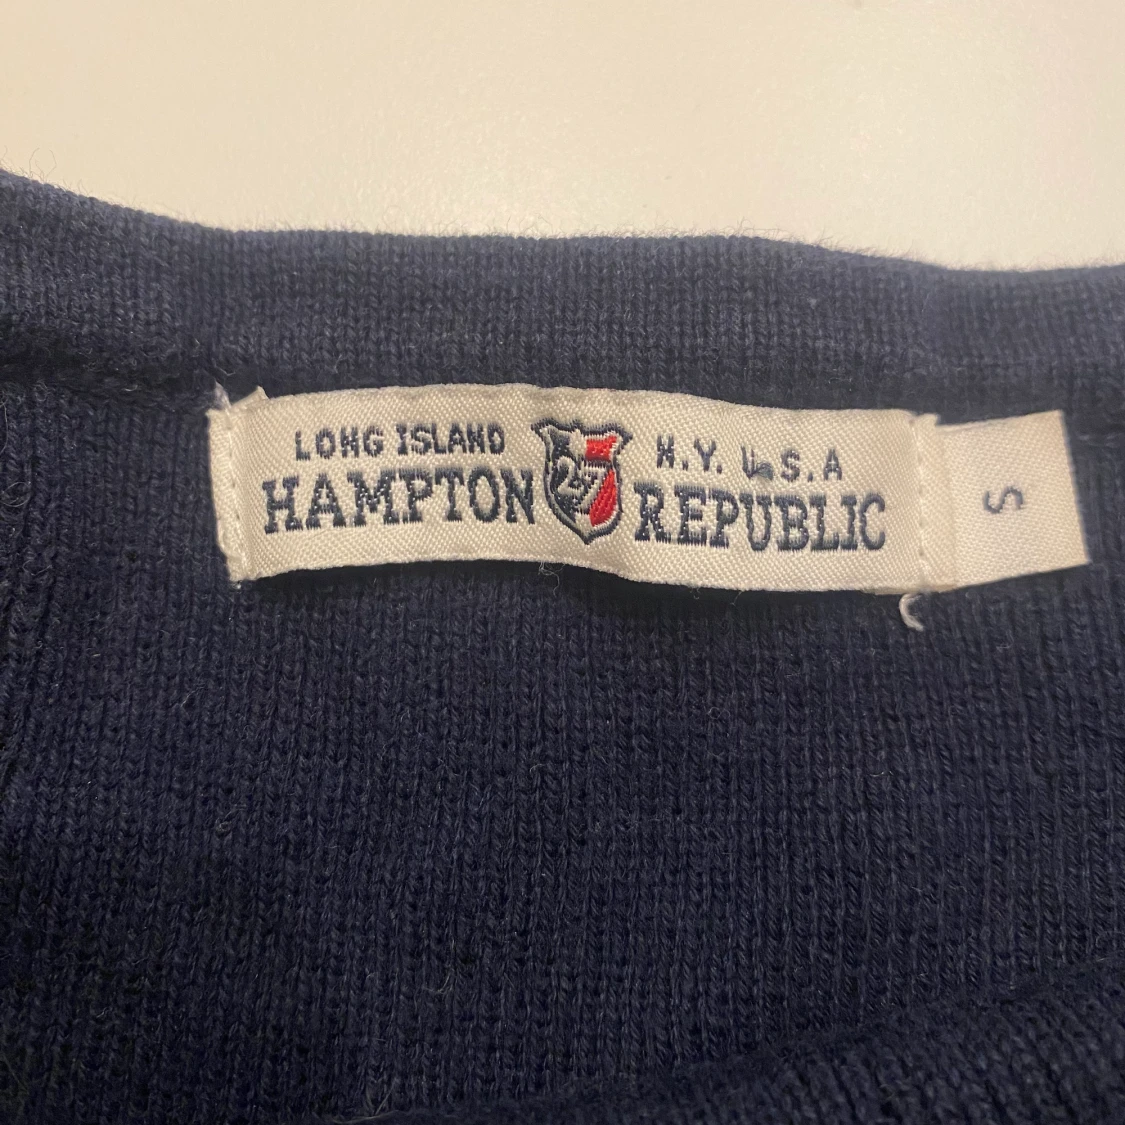 LONG ISLAND
HAMPTON
27
N.Y. U.S.A
REPUBLIC
S